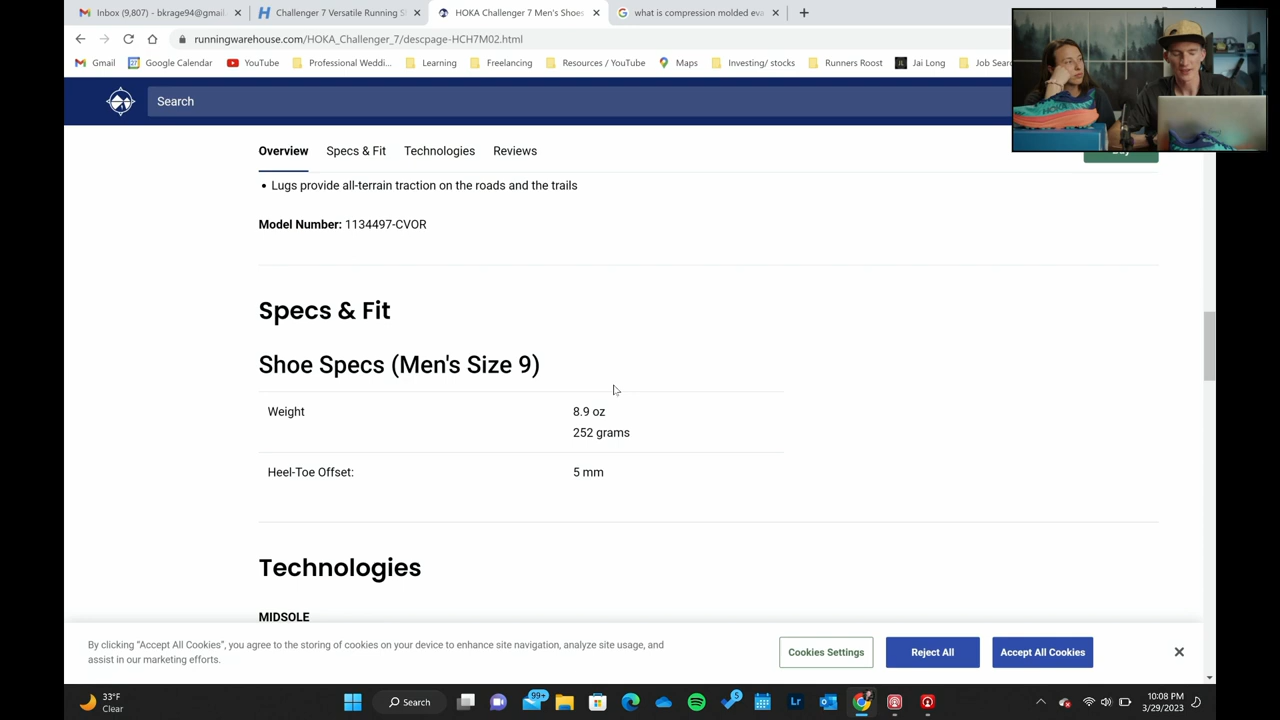 Inbox (9,807) - bkrage94@gmail
Challenger 7 Versatile Running S
HOKA Challenger 7 Men's Shoes
what is compression molded eva
runningwarehouse.com/HOKA_Challenger_7/descpage-HCH7M02.html
Gmail
Google Calendar
YouTube
Professional Weddi...
Learning
Freelancing
Resources / YouTube
Maps
Investing/ stocks
Runners Roost
Jai Long
Job Searc
Search
Overview
Specs & Fit
Technologies
Reviews
Buy
• Lugs provide all-terrain traction on the roads and the trails
Model Number: 1134497-CVOR
Specs & Fit
Shoe Specs (Men's Size 9)
Weight
8.9 oz
252 grams
Heel-Toe Offset:
5 mm
Technologies
MIDSOLE
By clicking “Accept All Cookies”, you agree to the storing of cookies on your device to enhance site navigation, analyze site usage, and
assist in our marketing efforts.
Cookies Settings
Reject All
Accept All Cookies
33°F
Clear
Search
99+
5
Lr
10:08 PM
3/29/2023